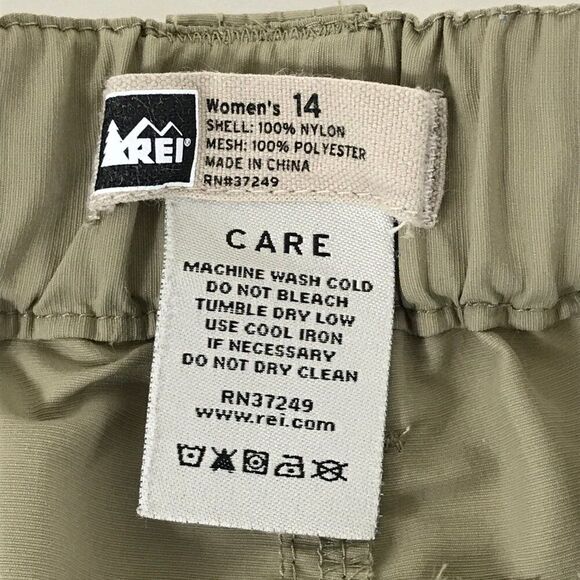 REI®
Women's 14
SHELL: 100% NYLON
MESH: 100% POLYESTER
MADE IN CHINA
RN#37249
CARE
MACHINE WASH COLD
DO NOT BLEACH
TUMBLE DRY LOW
USE COOL IRON
IF NECESSARY
DO NOT DRY CLEAN
RN37249
www.rei.com